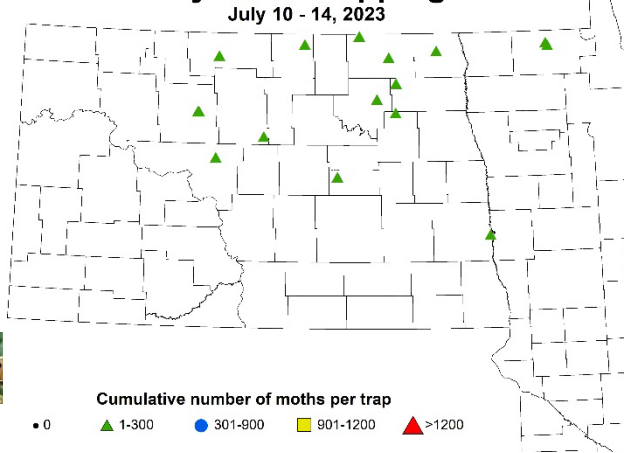 July 10 - 14, 2023
Cumulative number of moths per trap
0 1-300 301-900 901-1200 >1200